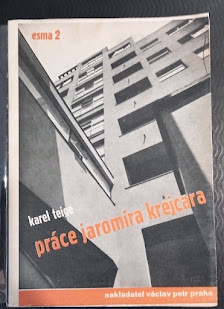 esma 2
karel teige
práce jaromíra krejcara
nakladatel václav petr praha